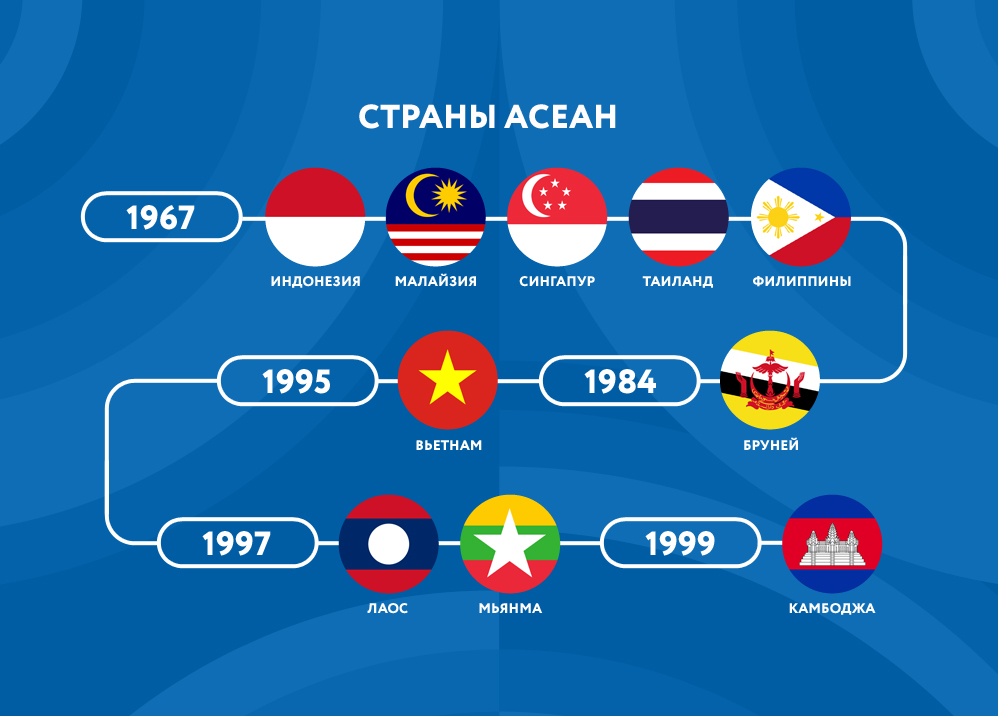 СТРАНЫ АСЕАН
1967
ИНДОНЕЗИЯ
МАЛАЙЗИЯ
СИНГАПУР
ТАИЛАНД
ФИЛИППИНЫ
1995
ВЬЕТНАМ
1984
БРУНЕЙ
1997
ЛАОС
МЬЯНМА
1999
КАМБОДЖА